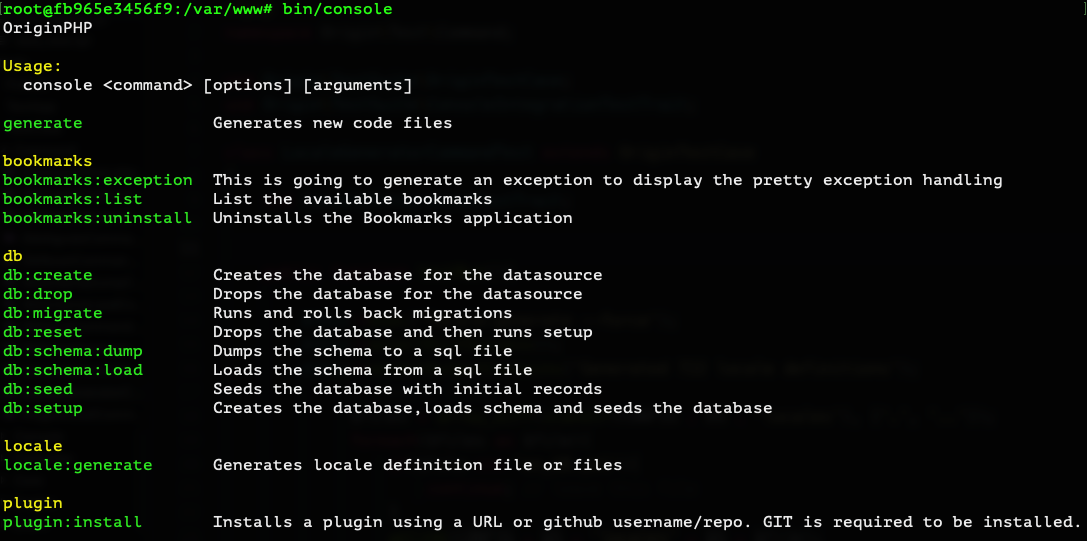 [root@fb965e3456f9:/var/www# bin/console
OriginPHP
Usage:
console <command> [options] [arguments]
generate Generates new code files
bookmarks
bookmarks:exception This is going to generate an exception to display the pretty exception handling
bookmarks:list List the available bookmarks
bookmarks:uninstall Uninstalls the Bookmarks application
db
db:create Creates the database for the datasource
db:drop Drops the database for the datasource
db:migrate Runs and rolls back migrations
db:reset Drops the database and then runs setup
db:schema:dump Dumps the schema to a sql file
db:schema:load Loads the schema from a sql file
db:seed Seeds the database with initial records
db:setup Creates the database,loads schema and seeds the database
locale
locale:generate Generates locale definition file or files
plugin
plugin:install Installs a plugin using a URL or github username/repo. GIT is required to be installed.